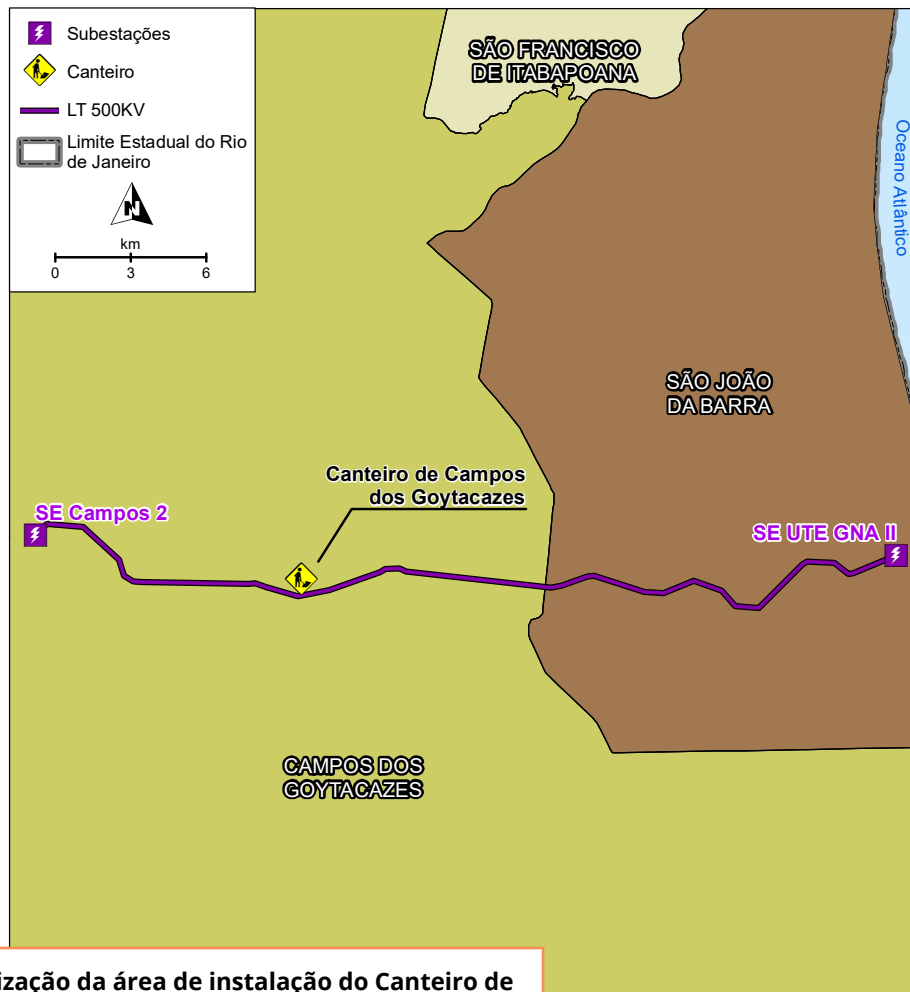 Subestações
Canteiro
LT 500KV
Limite Estadual do Rio
de Janeiro
N
km
0 3 6
SÃO FRANCISCO
DE ITABAPOANA
Oceano Atlântico
SÃO JOÃO
DA BARRA
Canteiro de Campos
dos Goytacazes
SE Campos 2
SE UTE GNA II
CAMPOS DOS
GOYTACAZES
ização da área de instalação do Canteiro de